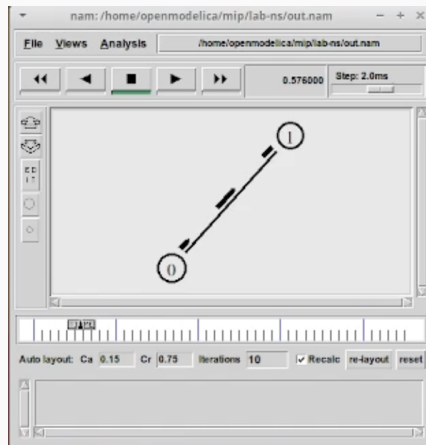 nam: /home/openmodelica/mip/lab-ns/out.nam
File Views Analysis /home/openmodelica/mip/lab-ns/out.nam
0.576000 Step: 2.0ms
1
ED
IT
0
Auto layout: Ca 0.15 Cr 0.75 Iterations 10 Recalc re-layout reset